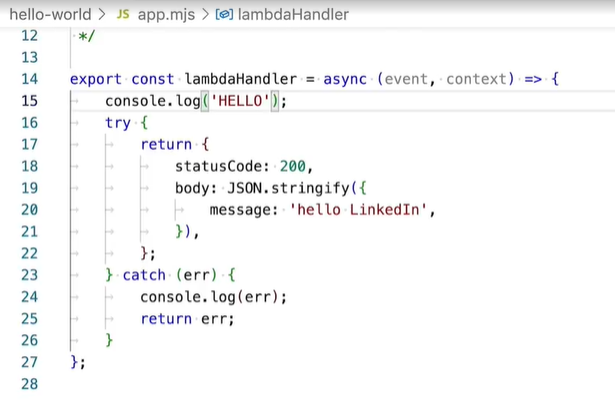 hello-world > JS app.mjs > lambdaHandler
12 */
13
14 export const lambdaHandler = async (event, context) => {
15 console.log('HELLO');
16 try {
17 return {
18 statusCode: 200,
19 body: JSON.stringify({
20 message: 'hello LinkedIn',
21 }),
22 };
23 } catch (err) {
24 console.log(err);
25 return err;
26 }
27 };
28